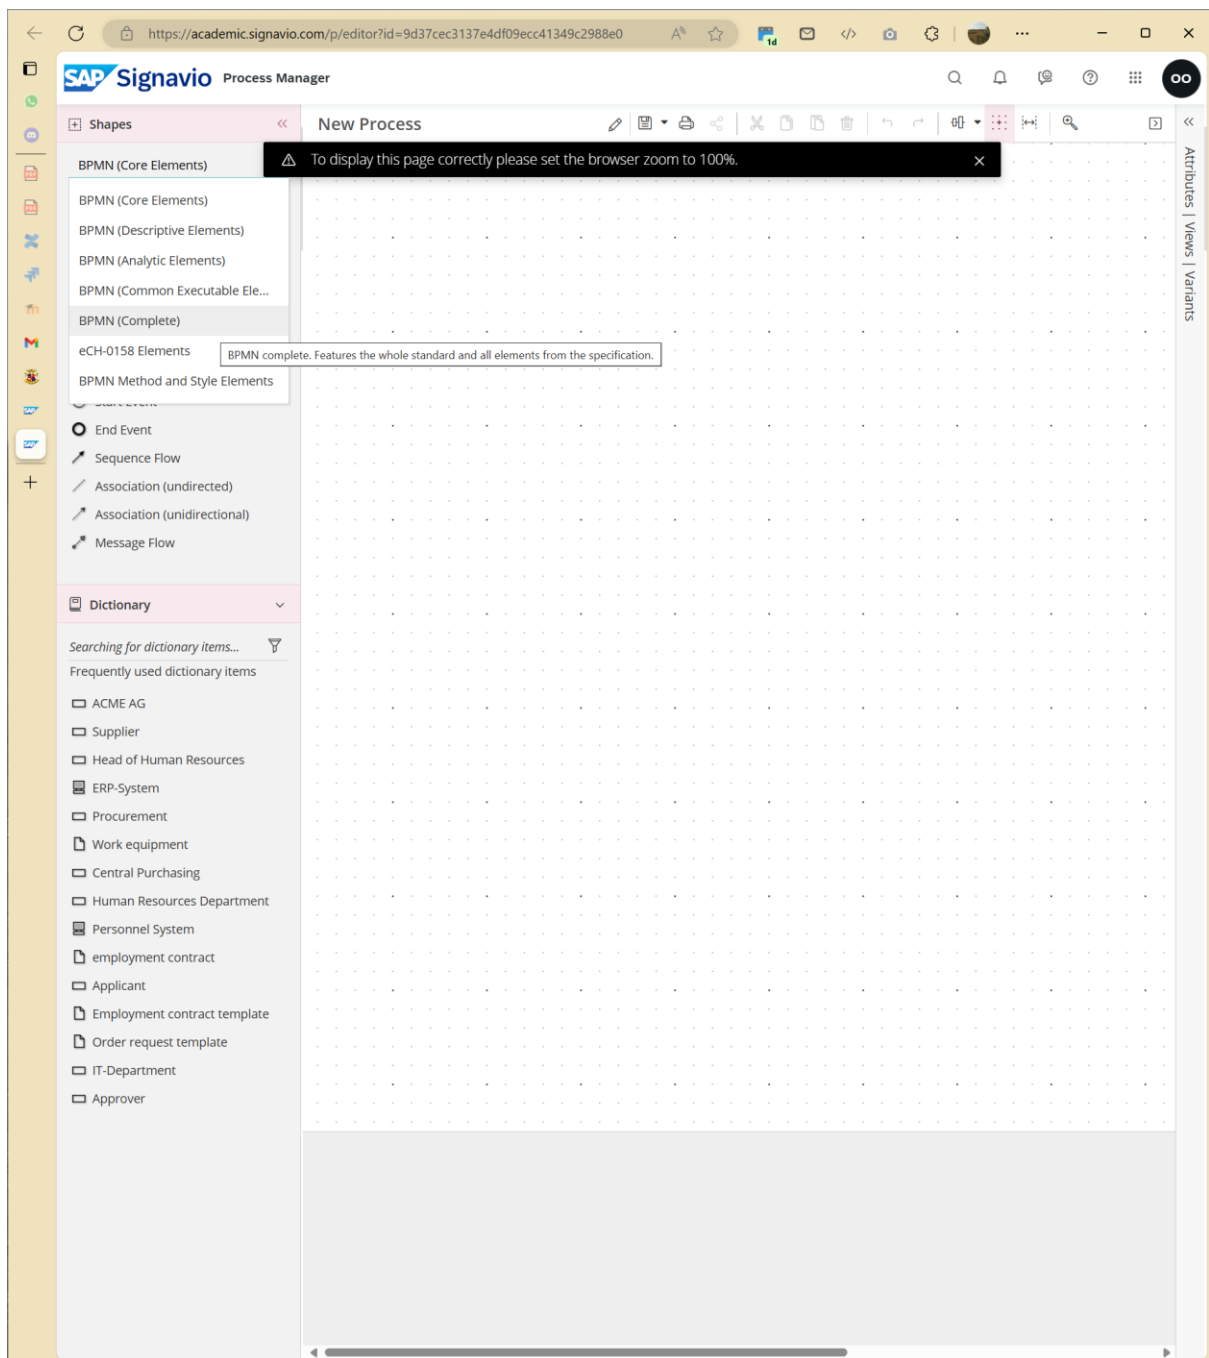 https://academic.signavio.com/p/editor?id=9d37cec3137e4df09ecc41349c2988e0
1d
SAP Signavio Process Manager
OO
Shapes
New Process
BPMN (Core Elements)
To display this page correctly please set the browser zoom to 100%.
BPMN (Core Elements)
BPMN (Descriptive Elements)
BPMN (Analytic Elements)
BPMN (Common Executable Ele...
BPMN (Complete)
eCH-0158 Elements
BPMN complete. Features the whole standard and all elements from the specification.
BPMN Method and Style Elements
Start Event
End Event
Sequence Flow
Association (undirected)
Association (unidirectional)
Message Flow
Attributes | Views | Variants
Dictionary
Searching for dictionary items...
Frequently used dictionary items
ACME AG
Supplier
Head of Human Resources
ERP-System
Procurement
Work equipment
Central Purchasing
Human Resources Department
Personnel System
employment contract
Applicant
Employment contract template
Order request template
IT-Department
Approver